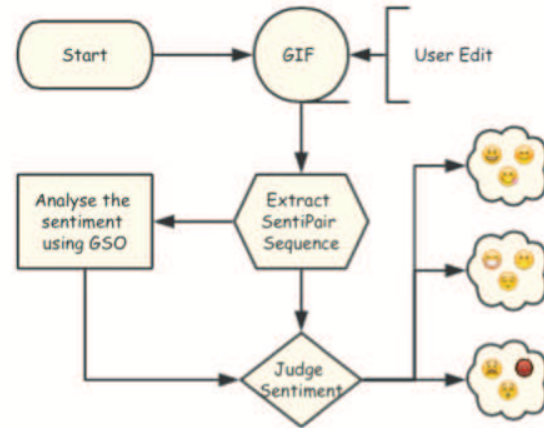 Start
GIF
User Edit
Analyse the
sentiment
using GSO
Extract
SentiPair
Sequence
Judge
Sentiment